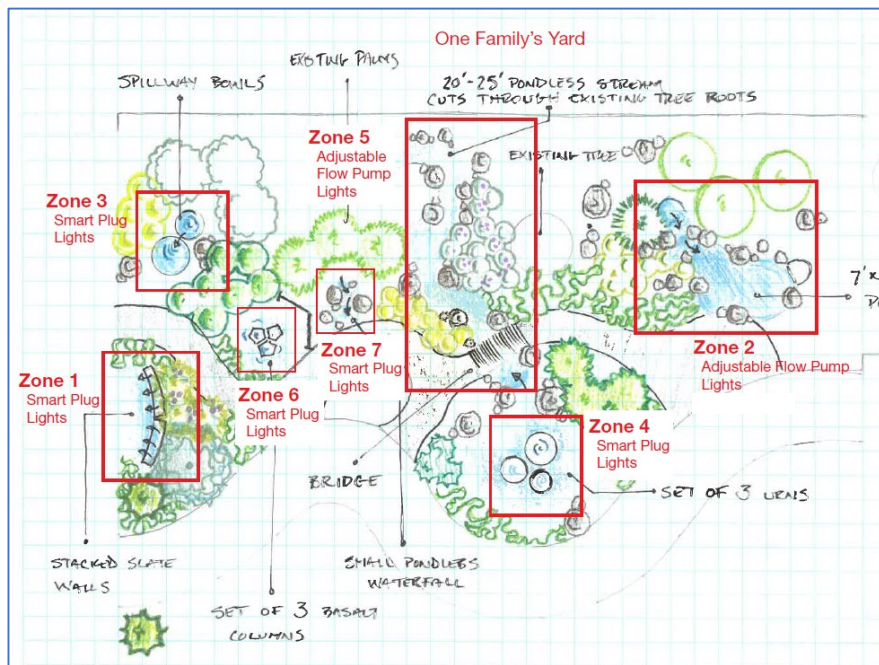 One Family's Yard
EXISTING PALMS
SPILLWAY BOWLS
20'-25' PONDLESS STREAM
CUTS THROUGH EXISTING TREE ROOTS
Zone 5
Adjustable
Flow Pump
Lights
EXISTING TREE
Zone 3
Smart Plug
Lights
7'x
Zone 7
Smart Plug
Lights
Zone 2
Adjustable Flow Pump
Lights
Zone 1
Smart Plug
Lights
Zone 6
Smart Plug
Lights
Zone 4
Smart Plug
Lights
BRIDGE
SET OF 3 URNS
STACKED SLATE
WALLS
SMALL PONDLESS
WATERFALL
SET OF 3 BASALT
COLUMNS